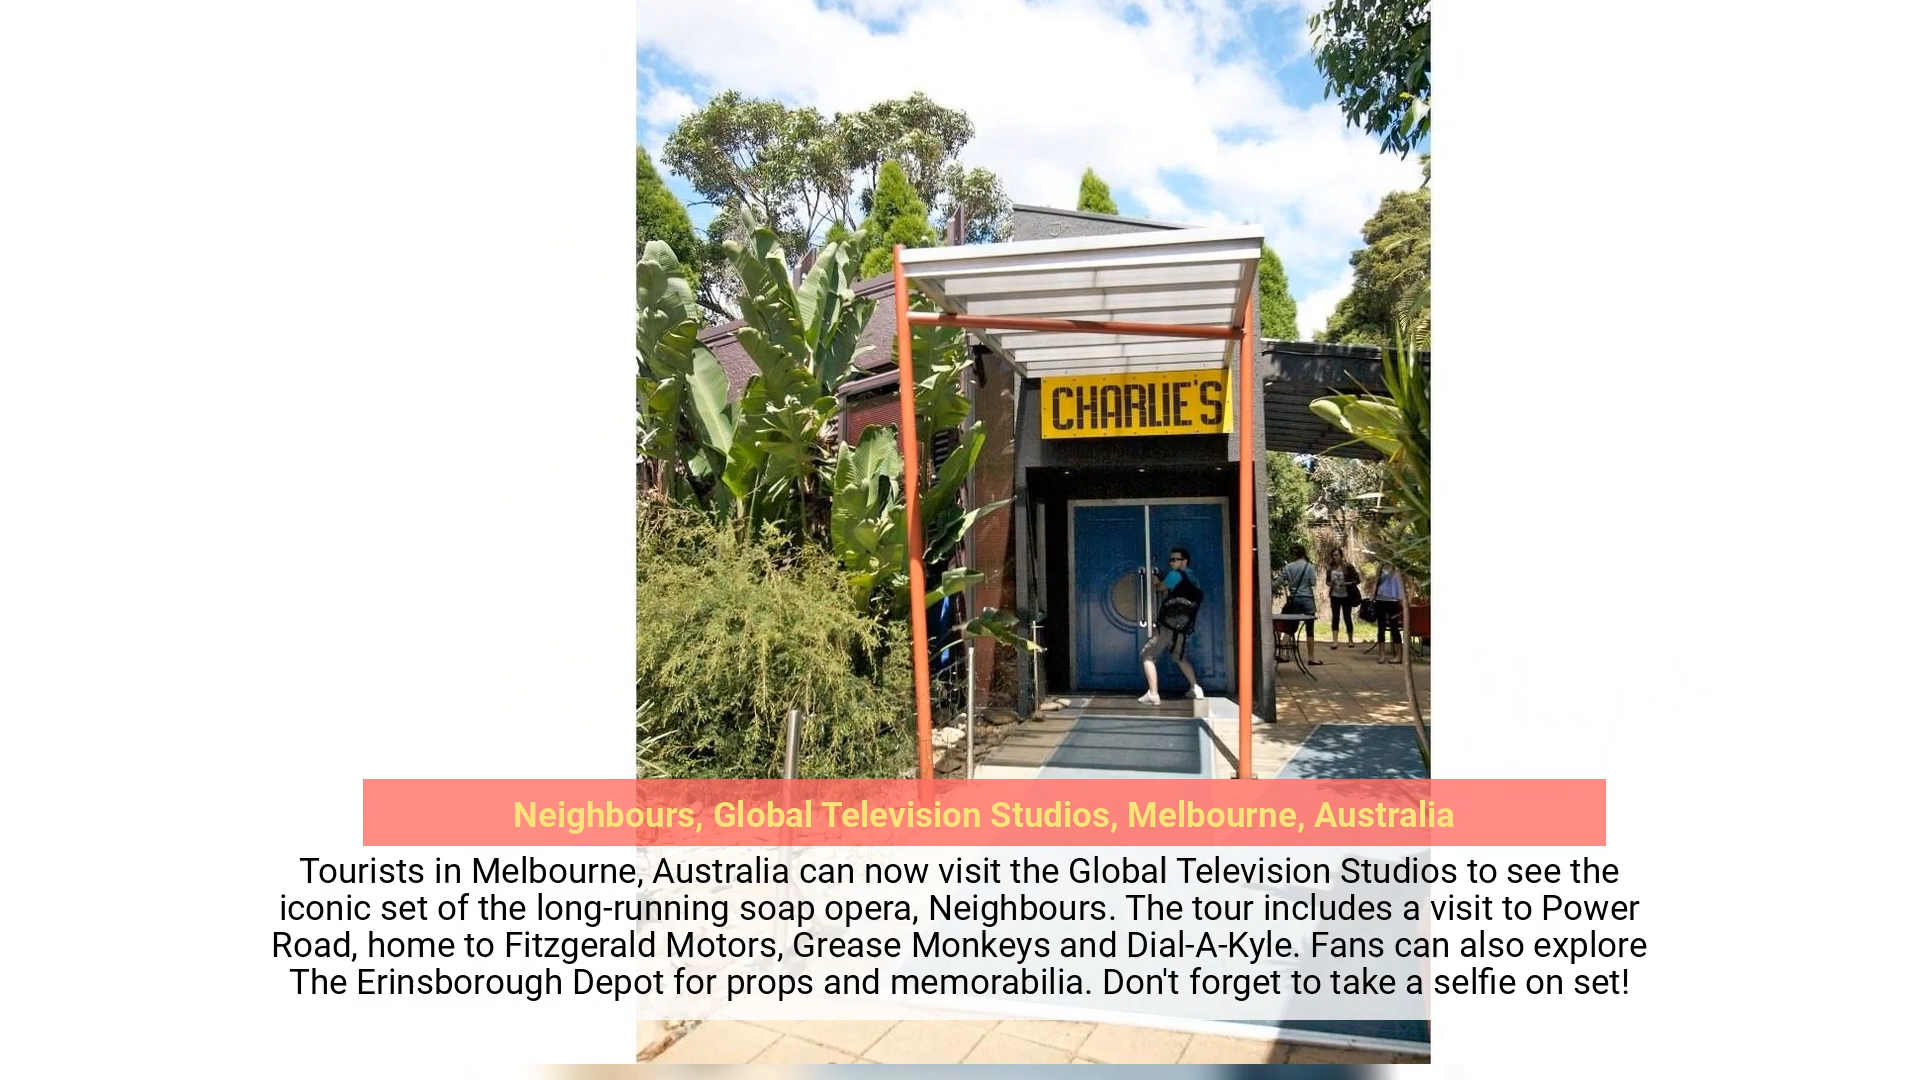 CHARLIE'S
Neighbours, Global Television Studios, Melbourne, Australia
Tourists in Melbourne, Australia can now visit the Global Television Studios to see the
iconic set of the long-running soap opera, Neighbours. The tour includes a visit to Power
Road, home to Fitzgerald Motors, Grease Monkeys and Dial-A-Kyle. Fans can also explore
The Erinsborough Depot for props and memorabilia. Don't forget to take a selfie on set!